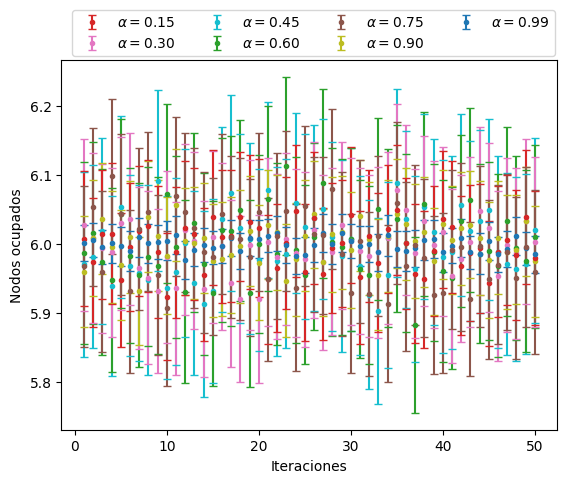 α = 0.15 α = 0.45 α = 0.75 α = 0.99
α = 0.30 α = 0.60 α = 0.90
6.2
6.1
6.0
5.9
5.8
Nodos ocupados
0 10 20 30 40 50
Iteraciones